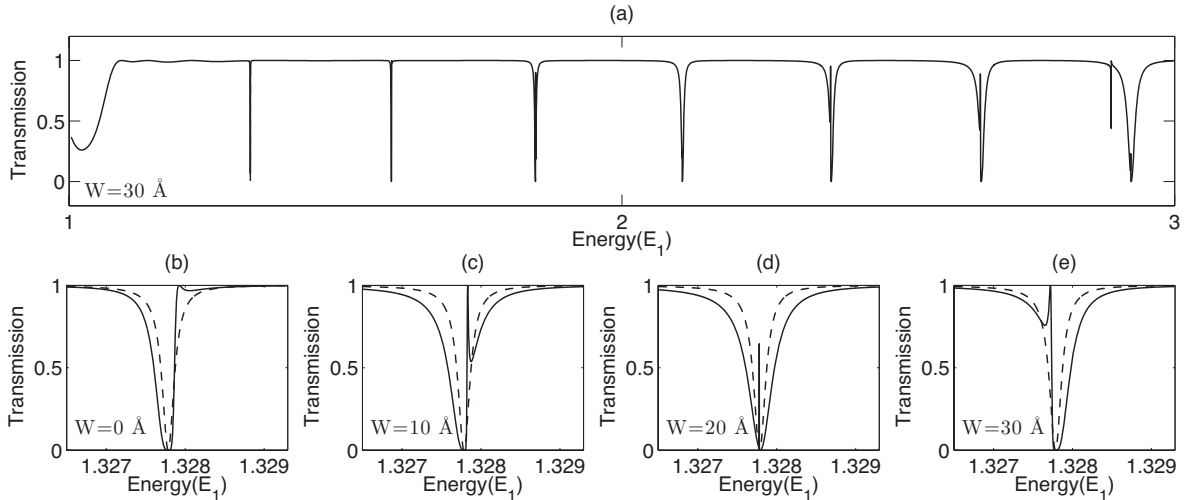 (a)
Transmission
1
0.5
0
W=30 Å
1 2 3
Energy(E₁)
(b) (c) (d) (e)
Transmission Transmission Transmission Transmission
1 1 1 1
0.5 0.5 0.5 0.5
W=0 Å W=10 Å W=20 Å W=30 Å
0 0 0 0
1.327 1.328 1.329 1.327 1.328 1.329 1.327 1.328 1.329 1.327 1.328 1.329
Energy(E₁) Energy(E₁) Energy(E₁) Energy(E₁)